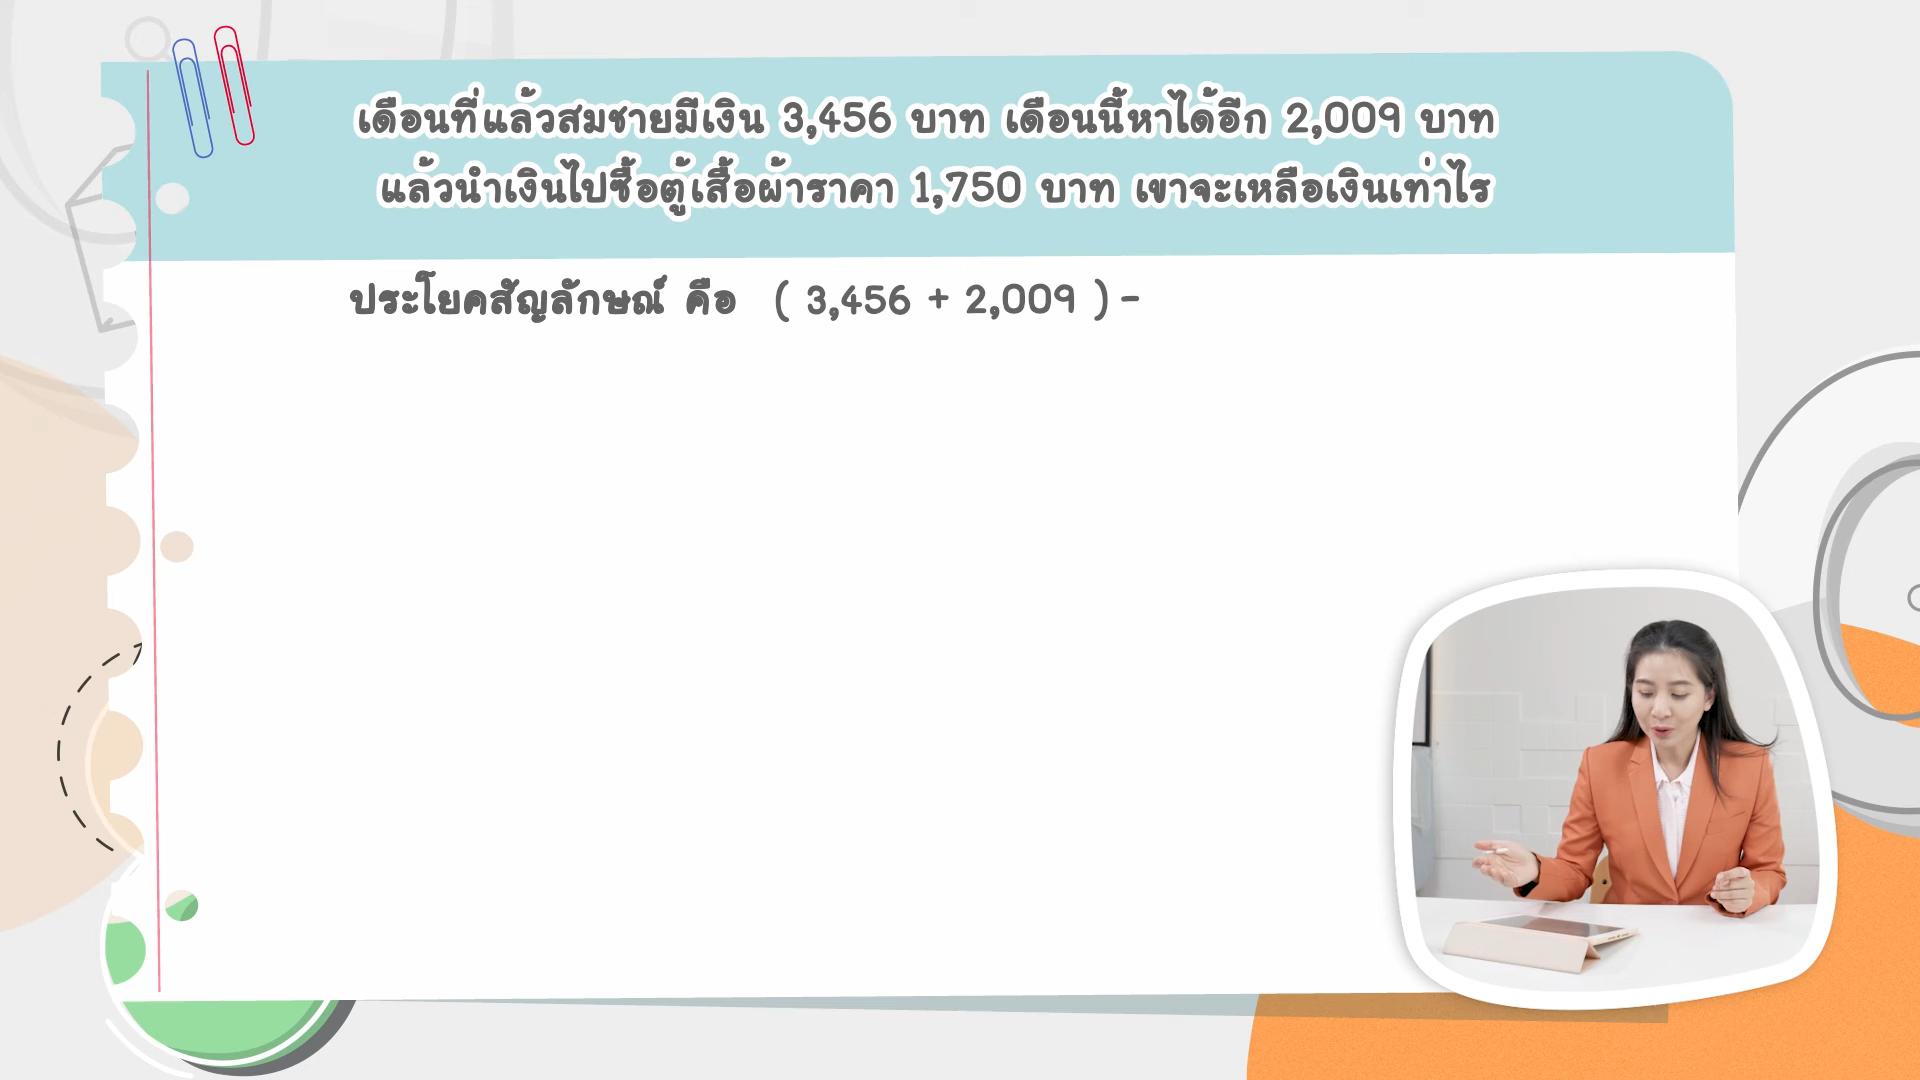 เดือนที่แล้วสมชายมีเงิน 3,456 บาท เดือนนี้หาได้อีก 2,009 บาท
แล้วนำเงินไปซื้อตู้เสื้อผ้าราคา 1,750 บาท เขาจะเหลือเงินเท่าไร
ประโยคสัญลักษณ์ คือ ( 3,456 + 2,009 ) -